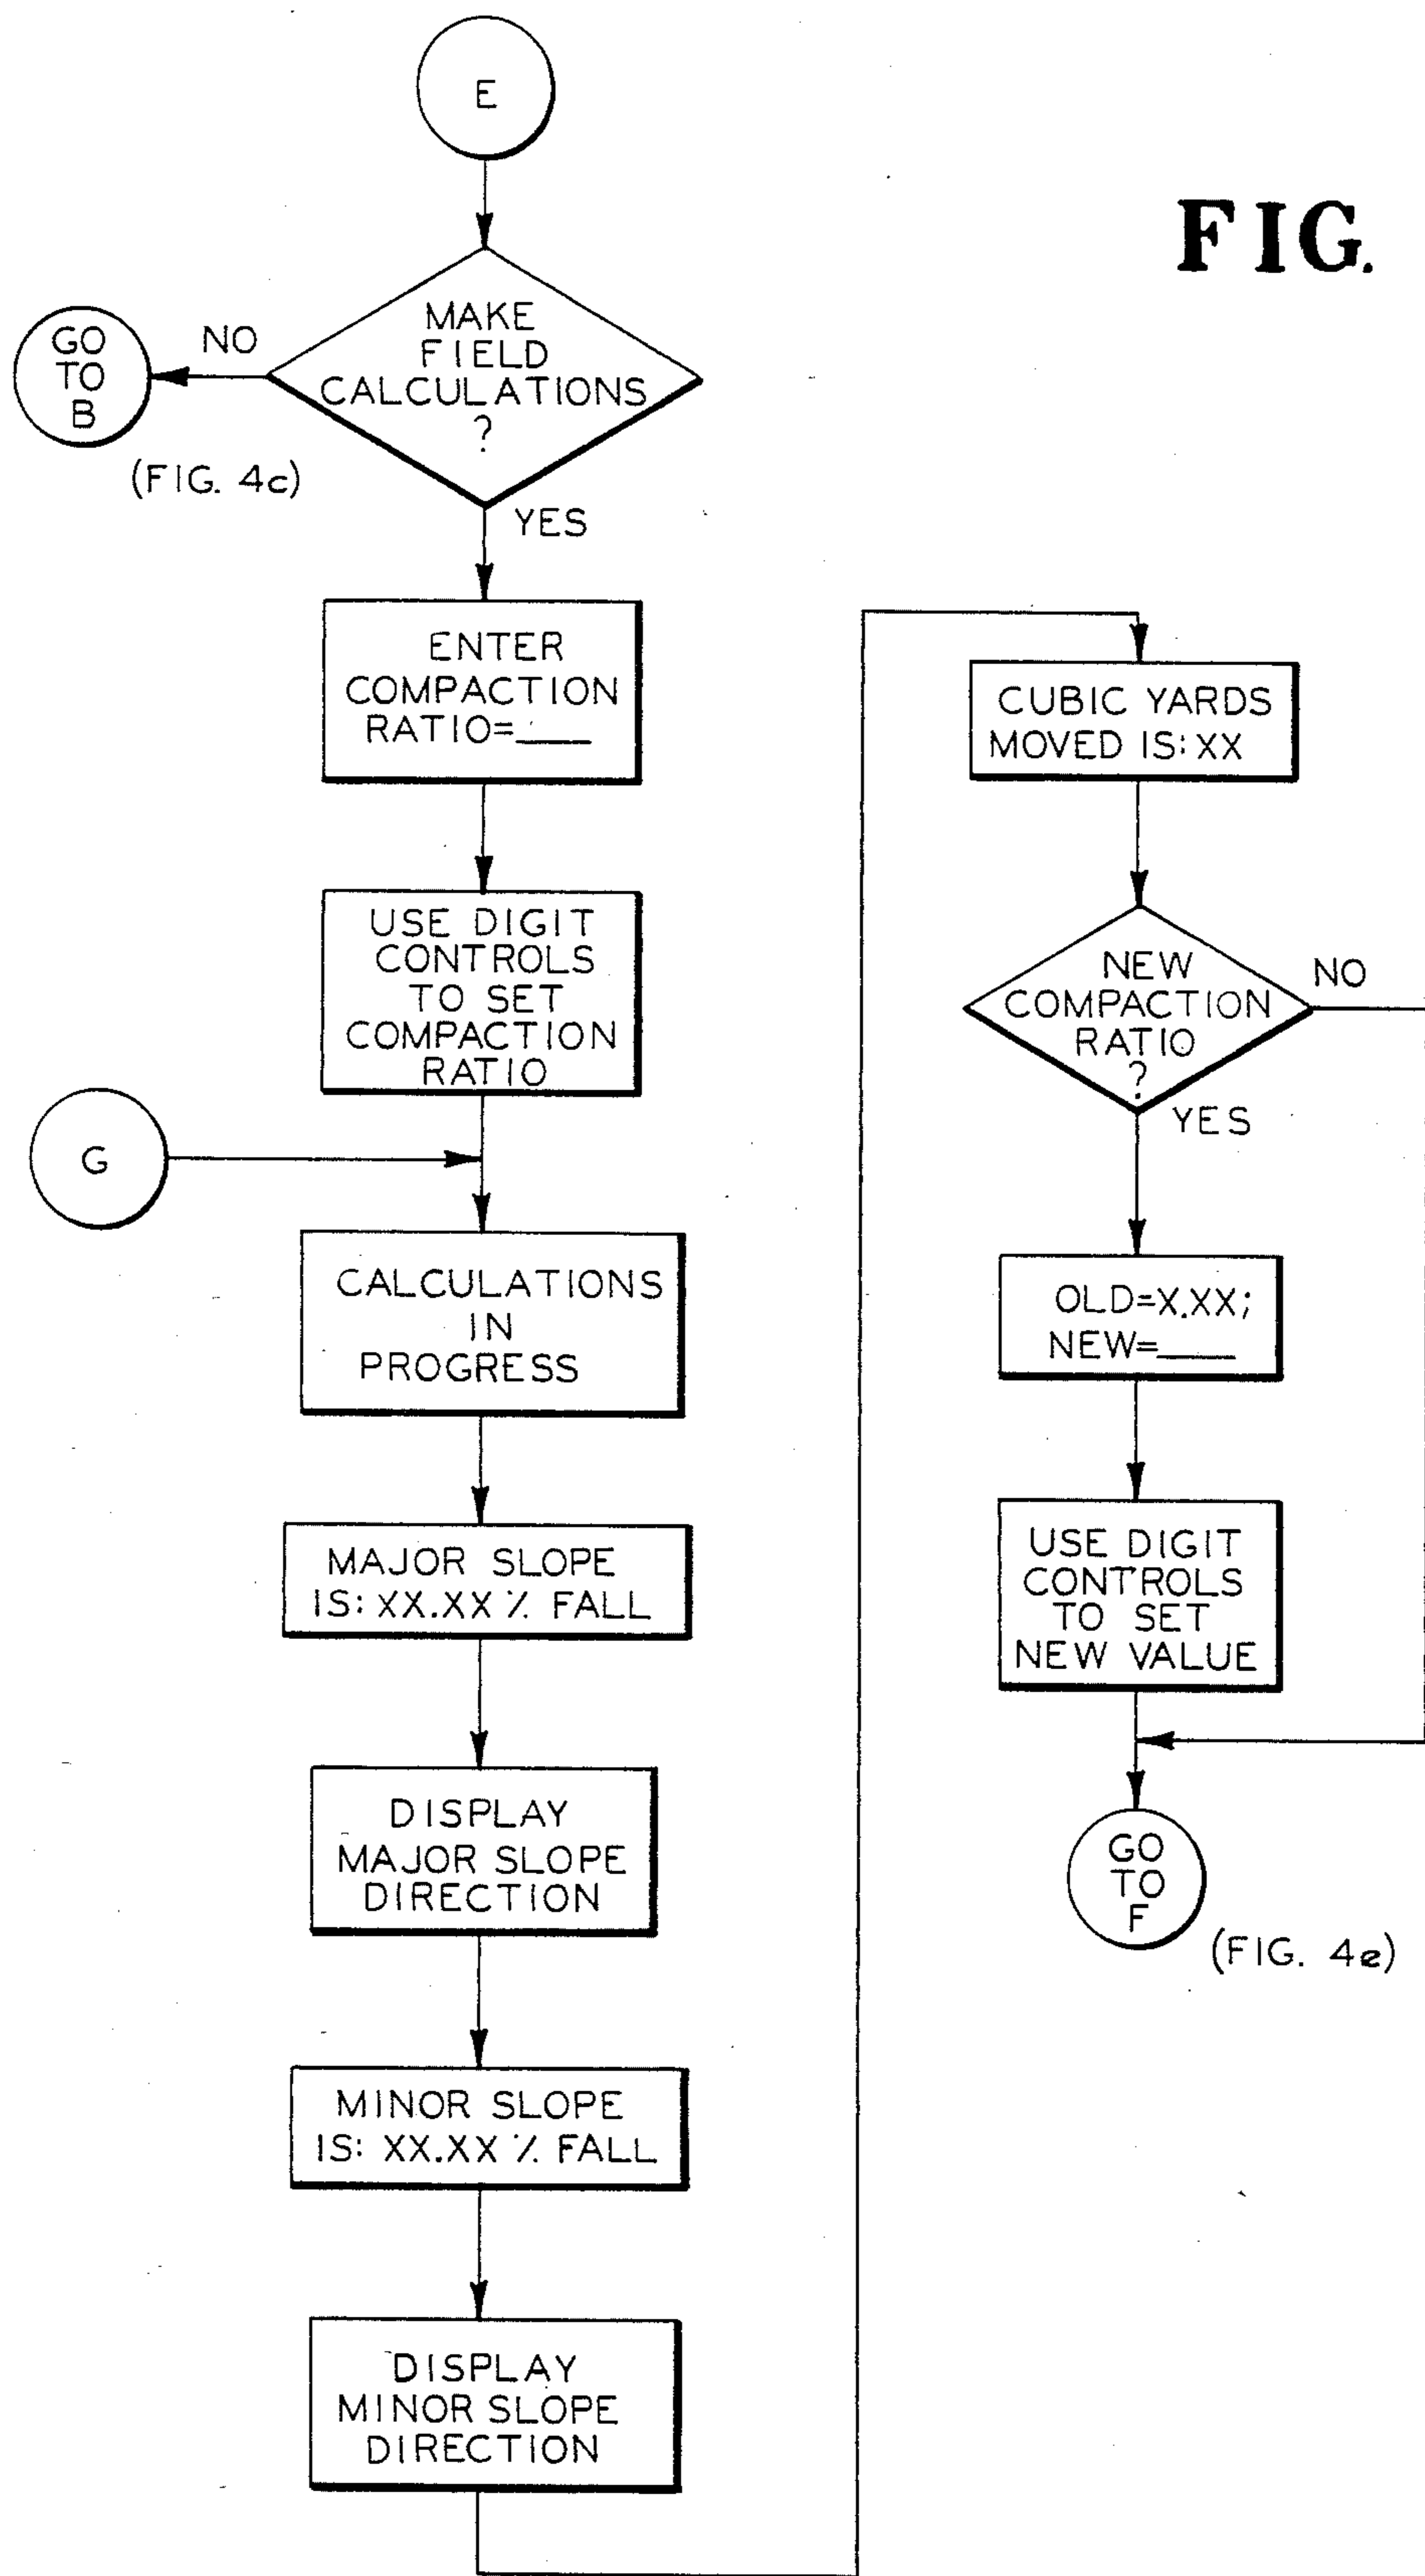 E
FIG.
MAKE
FIELD
CALCULATIONS
?
NO
GO
TO
B
(FIG. 4c)
YES
ENTER
COMPACTION
RATIO=____
USE DIGIT
CONTROLS
TO SET
COMPACTION
RATIO
G
CALCULATIONS
IN
PROGRESS
MAJOR SLOPE
IS: XX.XX % FALL
DISPLAY
MAJOR SLOPE
DIRECTION
MINOR SLOPE
IS: XX.XX % FALL
DISPLAY
MINOR SLOPE
DIRECTION
CUBIC YARDS
MOVED IS: XX
NEW
COMPACTION
RATIO
?
NO
YES
OLD=X.XX;
NEW=____
USE DIGIT
CONTROLS
TO SET
NEW VALUE
GO
TO
F
(FIG. 4e)